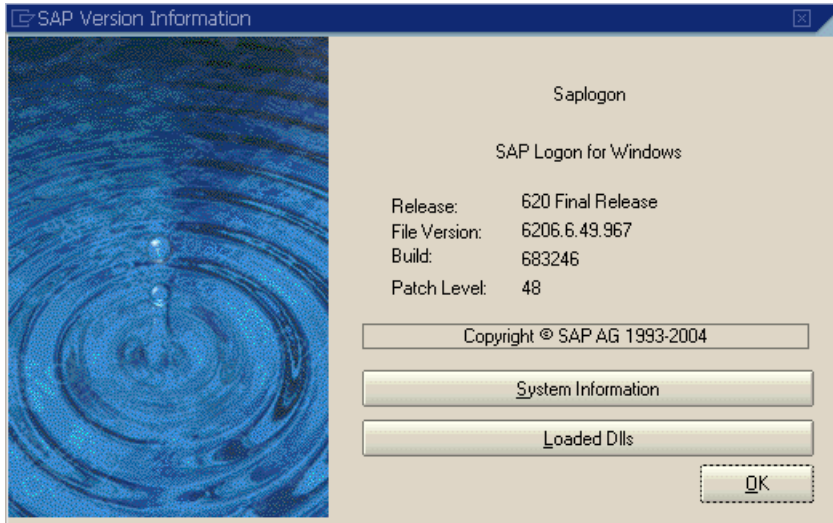 SAP Version Information
Saplogon
SAP Logon for Windows
Release: 620 Final Release
File Version: 6206.6.49.967
Build: 683246
Patch Level: 48
Copyright © SAP AG 1993-2004
System Information
Loaded Dlls
OK